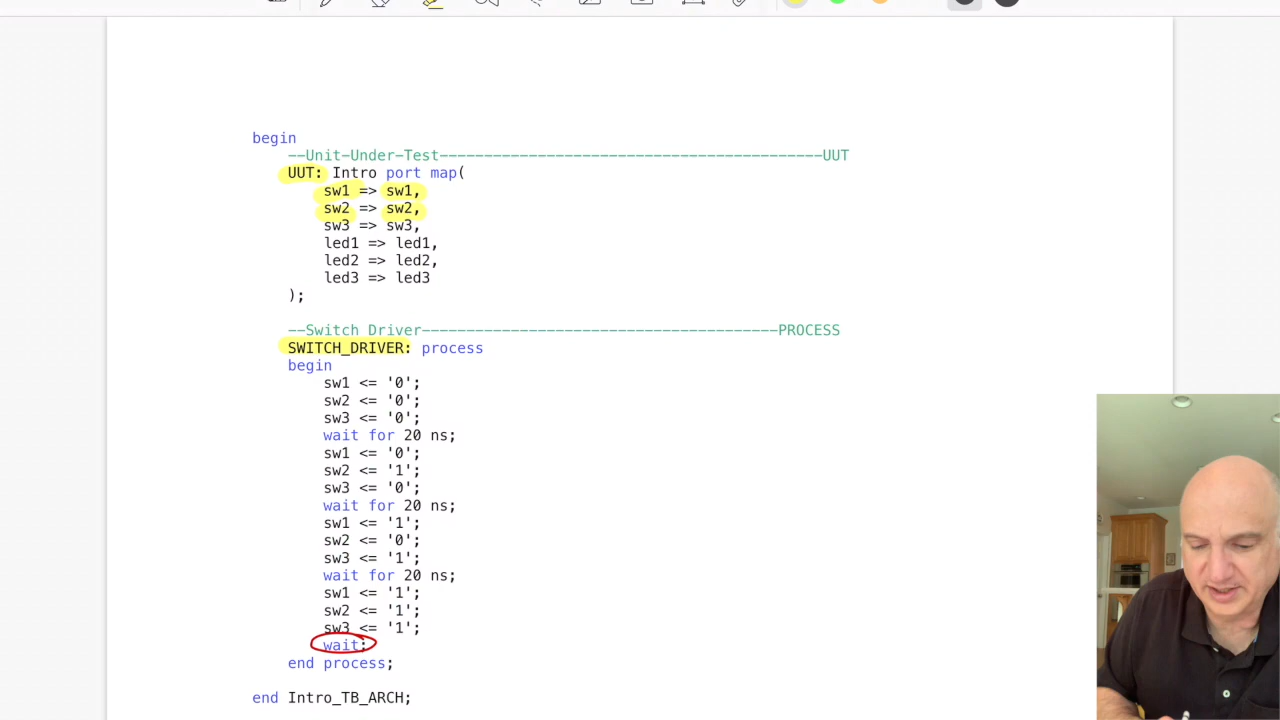 begin
--Unit-Under-Test-------------------------------------------UUT
UUT: Intro port map(
sw1 => sw1,
sw2 => sw2,
sw3 => sw3,
led1 => led1,
led2 => led2,
led3 => led3
);
--Switch Driver----------------------------------------PROCESS
SWITCH_DRIVER: process
begin
sw1 <= '0';
sw2 <= '0';
sw3 <= '0';
wait for 20 ns;
sw1 <= '0';
sw2 <= '1';
sw3 <= '0';
wait for 20 ns;
sw1 <= '1';
sw2 <= '0';
sw3 <= '1';
wait for 20 ns;
sw1 <= '1';
sw2 <= '1';
sw3 <= '1';
wait;
end process;
end Intro_TB_ARCH;